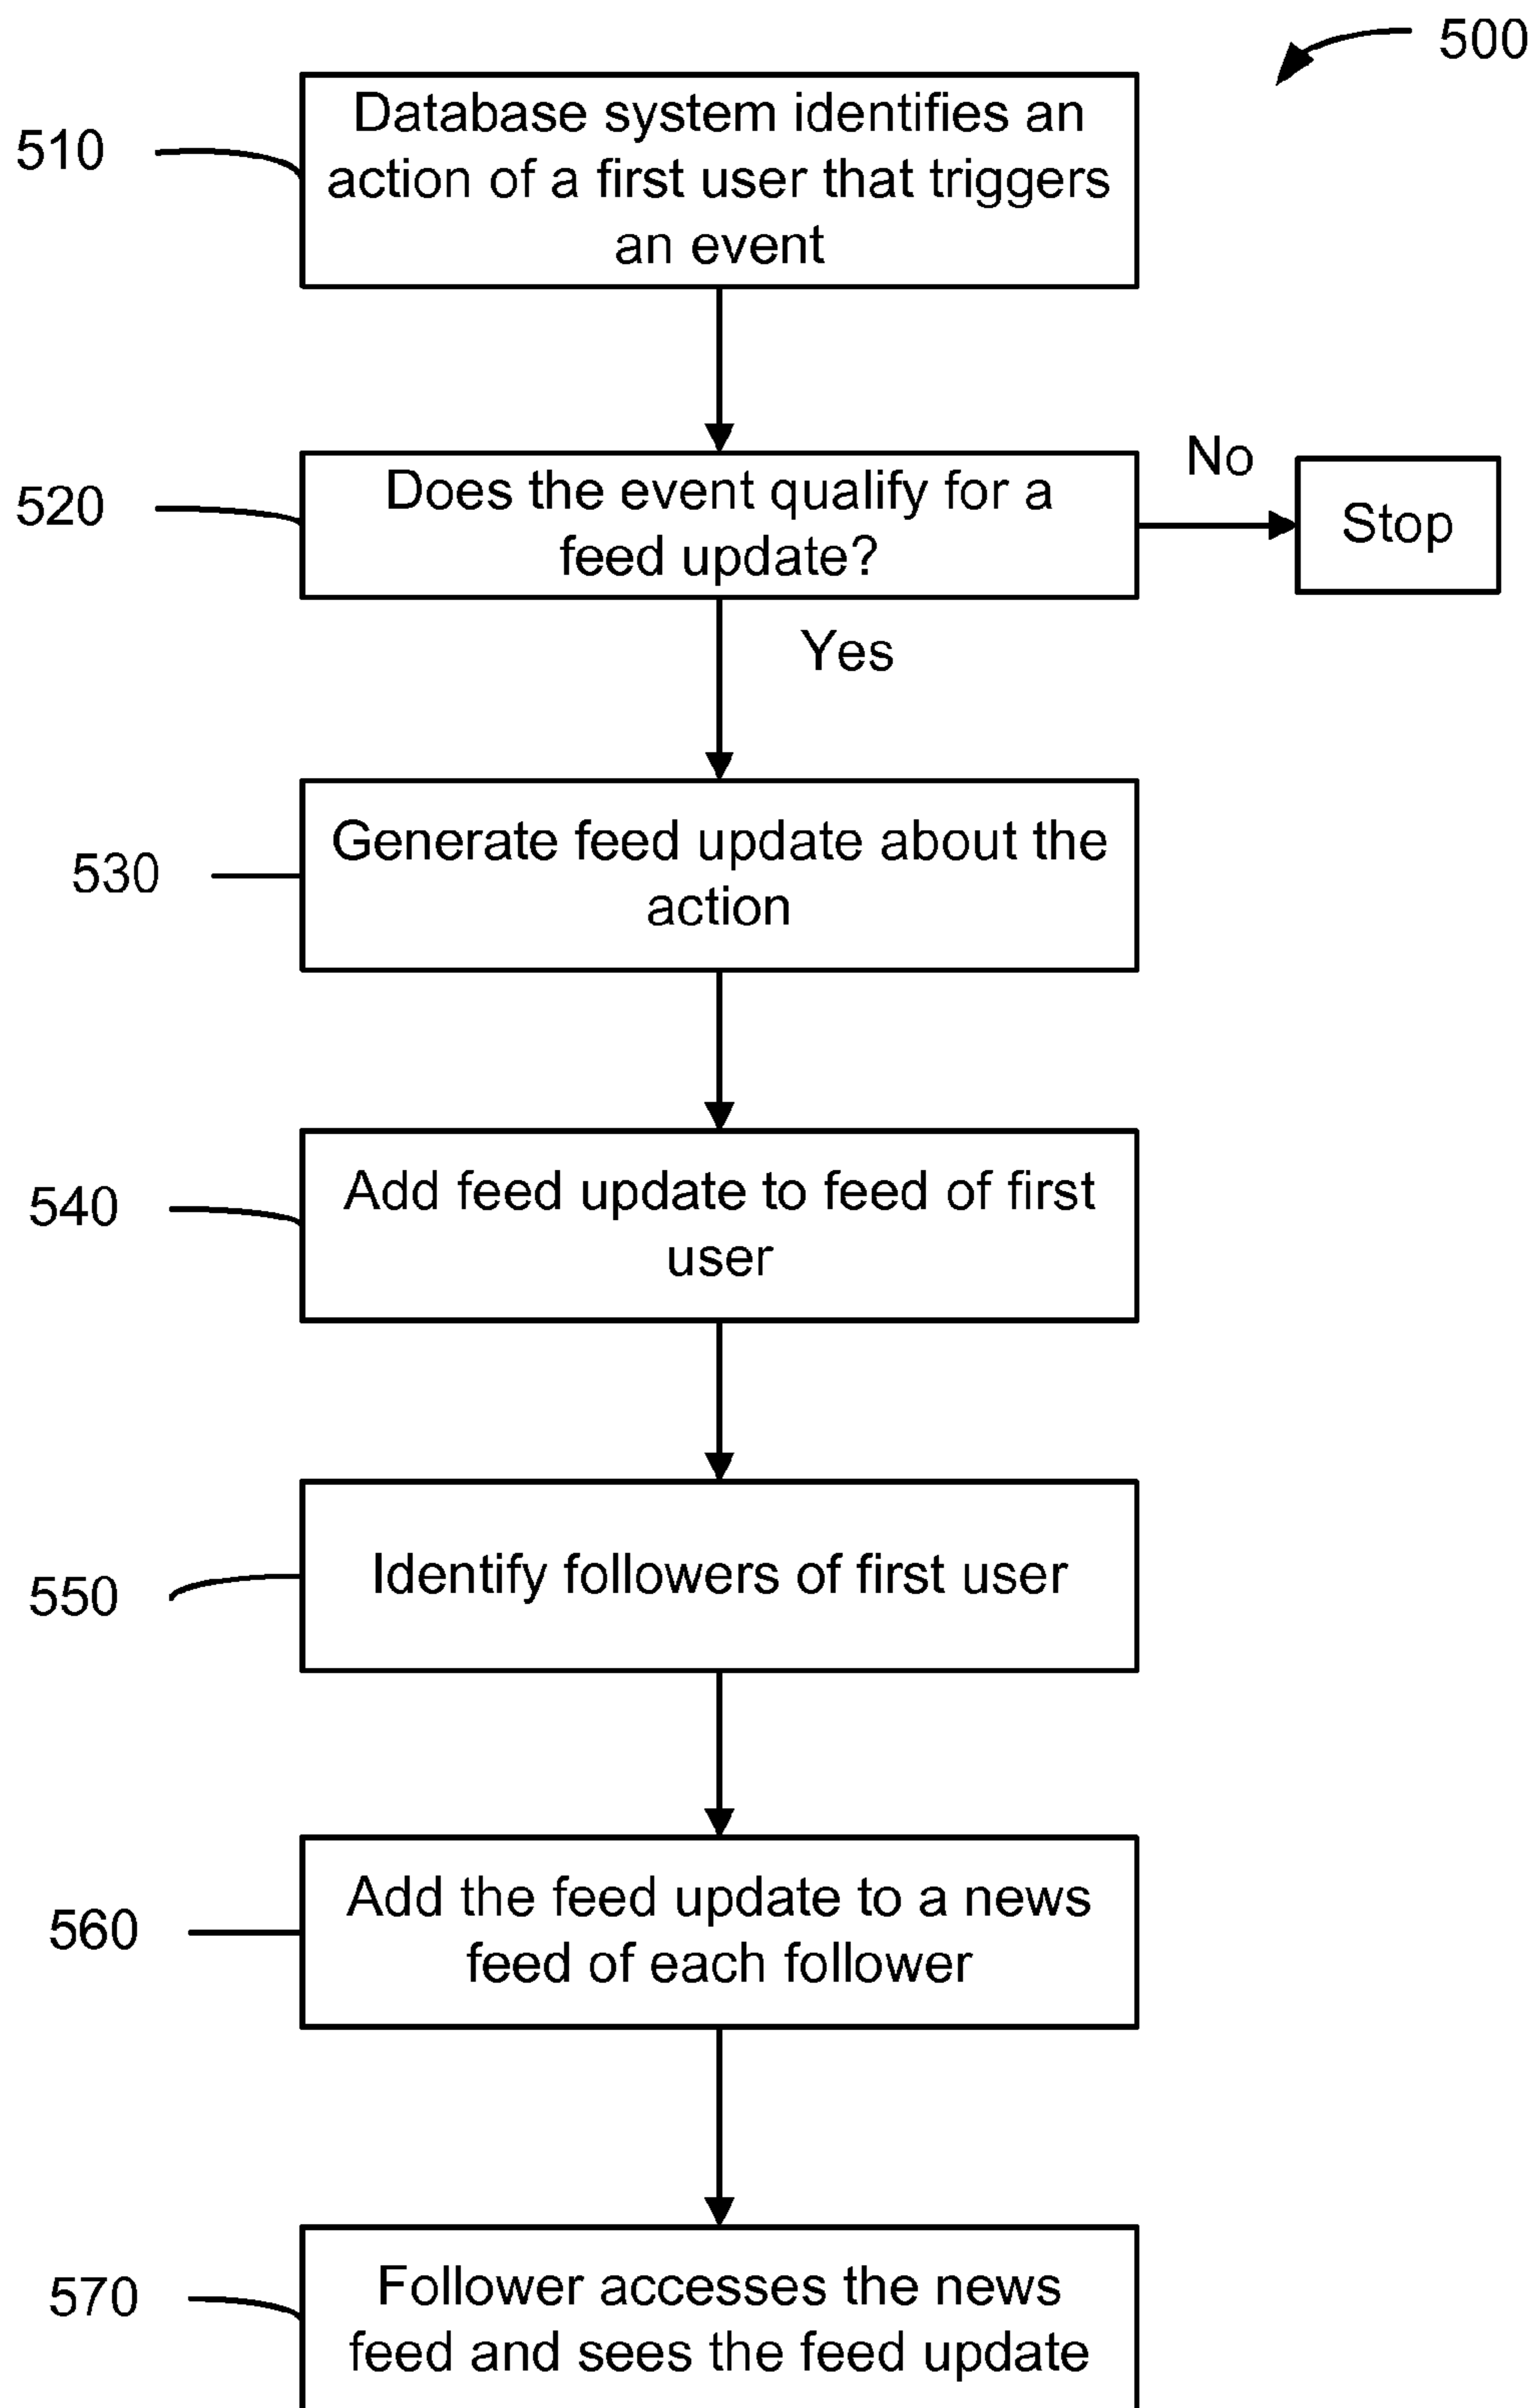 500
510
Database system identifies an
action of a first user that triggers
an event
520
Does the event qualify for a
feed update?
No
Stop
Yes
530
Generate feed update about the
action
540
Add feed update to feed of first
user
550
Identify followers of first user
560
Add the feed update to a news
feed of each follower
570
Follower accesses the news
feed and sees the feed update